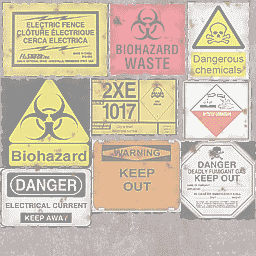 ELECTRIC FENCE
CLÔTURE ÉLECTRIQUE
CERCA ELECTRICA
BIOHAZARD
WASTE
Dangerous
chemicals
Biohazard
2XE
1017
WARNING
KEEP
OUT
DANGER
DEADLY FUMIGANT GAS
KEEP OUT
DANGER
ELECTRICAL CURRENT
KEEP AWAY